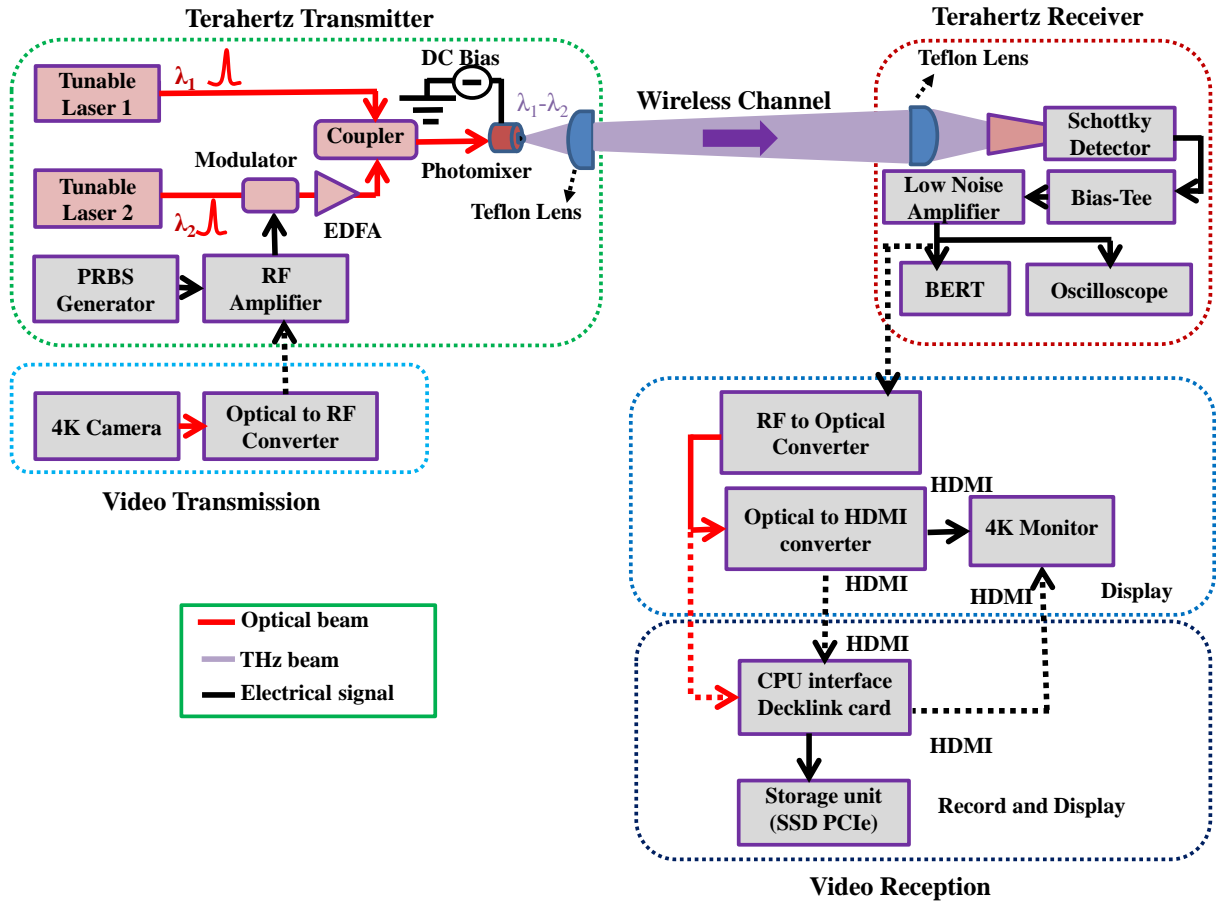 Terahertz Transmitter
Terahertz Receiver
DC Bias
Teflon Lens
Tunable
Laser 1
λ1
λ1-λ2
Wireless Channel
Coupler
Schottky
Detector
Modulator
Photomixer
Tunable
Laser 2
λ2
EDFA
Teflon Lens
Low Noise
Amplifier
Bias-Tee
PRBS
Generator
RF
Amplifier
BERT
Oscilloscope
4K Camera
Optical to RF
Converter
Video Transmission
RF to Optical
Converter
HDMI
Optical to HDMI
converter
4K Monitor
HDMI
HDMI
Display
Optical beam
THz beam
Electrical signal
HDMI
CPU interface
Decklink card
HDMI
Storage unit
(SSD PCIe)
Record and Display
Video Reception